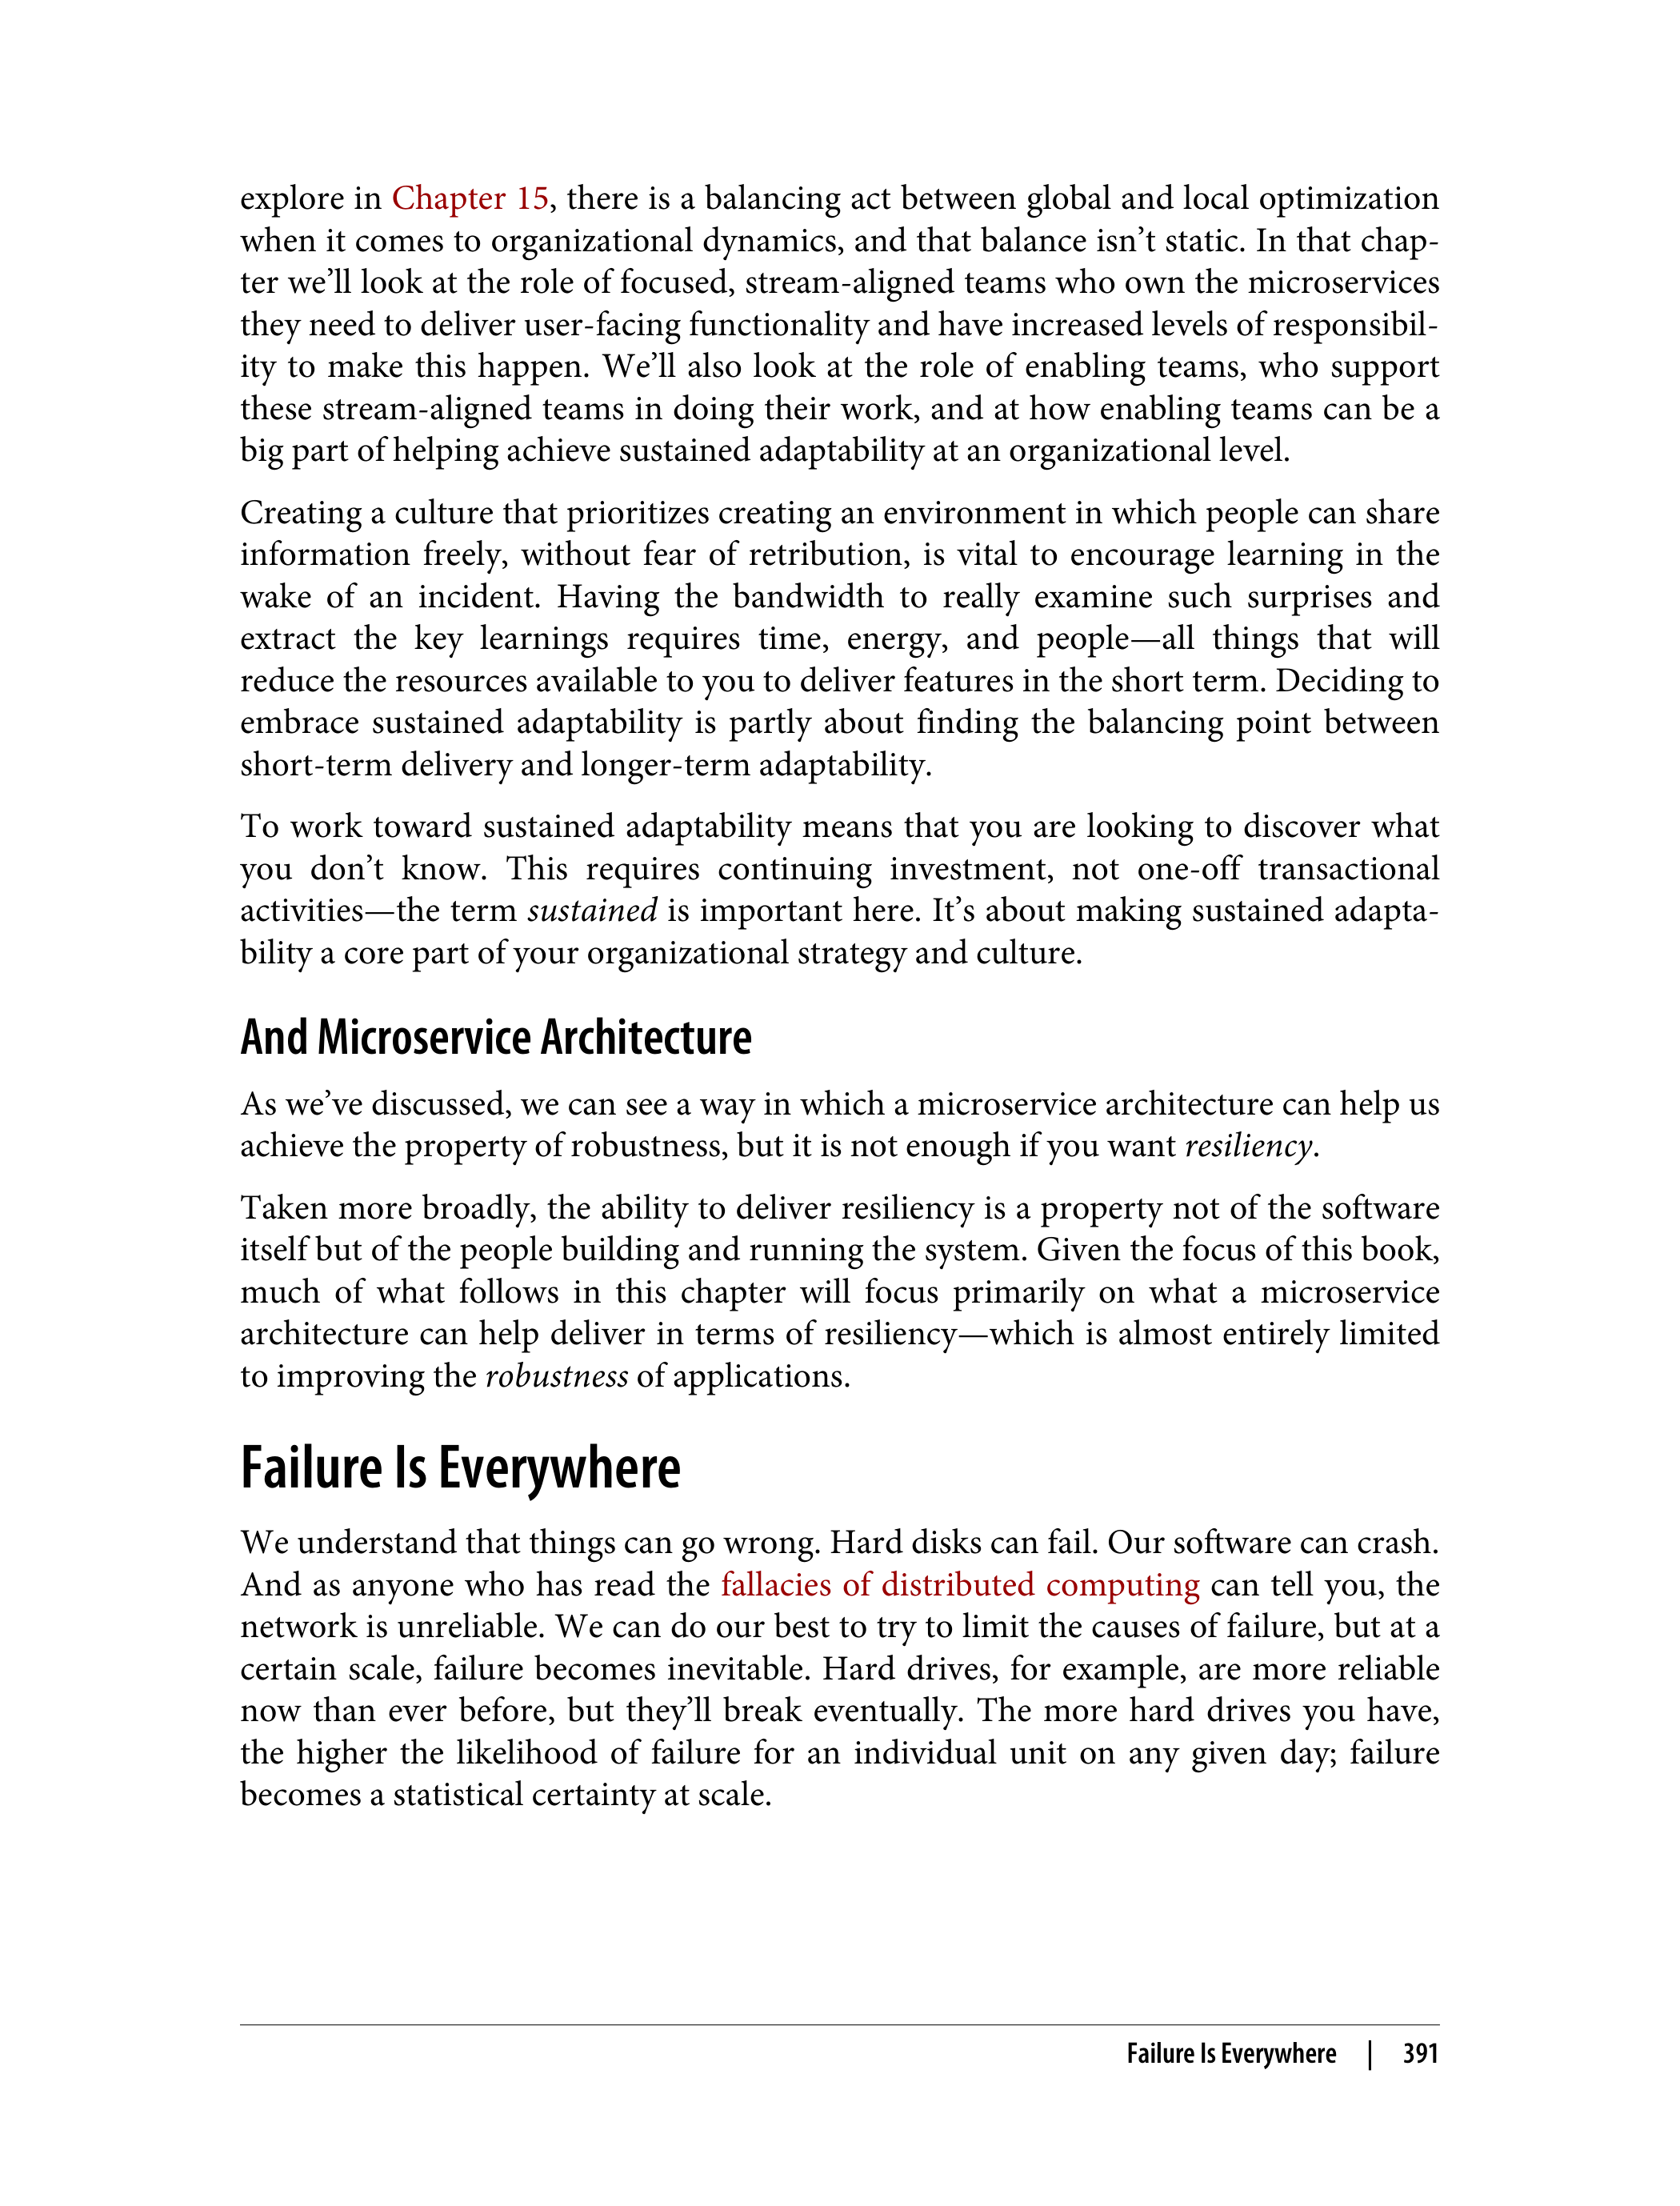 explore in Chapter 15, there is a balancing act between global and local optimization
when it comes to organizational dynamics, and that balance isn’t static. In that chap-
ter we’ll look at the role of focused, stream-aligned teams who own the microservices
they need to deliver user-facing functionality and have increased levels of responsibil-
ity to make this happen. We’ll also look at the role of enabling teams, who support
these stream-aligned teams in doing their work, and at how enabling teams can be a
big part of helping achieve sustained adaptability at an organizational level.
Creating a culture that prioritizes creating an environment in which people can share
information freely, without fear of retribution, is vital to encourage learning in the
wake of an incident. Having the bandwidth to really examine such surprises and
extract the key learnings requires time, energy, and people—all things that will
reduce the resources available to you to deliver features in the short term. Deciding to
embrace sustained adaptability is partly about finding the balancing point between
short-term delivery and longer-term adaptability.
To work toward sustained adaptability means that you are looking to discover what
you don’t know. This requires continuing investment, not one-off transactional
activities—the term sustained is important here. It’s about making sustained adapta-
bility a core part of your organizational strategy and culture.
And Microservice Architecture
As we’ve discussed, we can see a way in which a microservice architecture can help us
achieve the property of robustness, but it is not enough if you want resiliency.
Taken more broadly, the ability to deliver resiliency is a property not of the software
itself but of the people building and running the system. Given the focus of this book,
much of what follows in this chapter will focus primarily on what a microservice
architecture can help deliver in terms of resiliency—which is almost entirely limited
to improving the robustness of applications.
Failure Is Everywhere
We understand that things can go wrong. Hard disks can fail. Our software can crash.
And as anyone who has read the fallacies of distributed computing can tell you, the
network is unreliable. We can do our best to try to limit the causes of failure, but at a
certain scale, failure becomes inevitable. Hard drives, for example, are more reliable
now than ever before, but they’ll break eventually. The more hard drives you have,
the higher the likelihood of failure for an individual unit on any given day; failure
becomes a statistical certainty at scale.
Failure Is Everywhere | 391